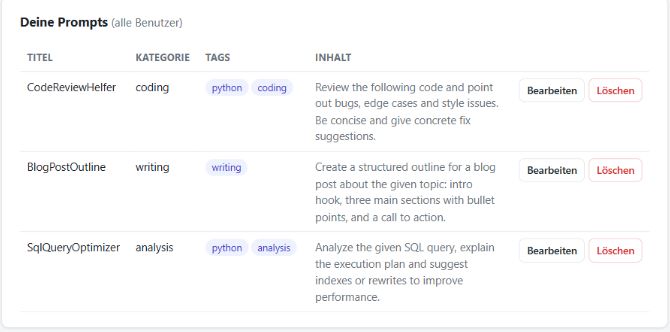 Deine Prompts (alle Benutzer)
TITEL KATEGORIE TAGS INHALT
CodeReviewHelfer coding python coding Review the following code and point Bearbeiten Löschen
out bugs, edge cases and style issues.
Be concise and give concrete fix
suggestions.
BlogPostOutline writing writing Create a structured outline for a blog Bearbeiten Löschen
post about the given topic: intro
hook, three main sections with bullet
points, and a call to action.
SqlQueryOptimizer analysis python analysis Analyze the given SQL query, explain Bearbeiten Löschen
the execution plan and suggest
indexes or rewrites to improve
performance.